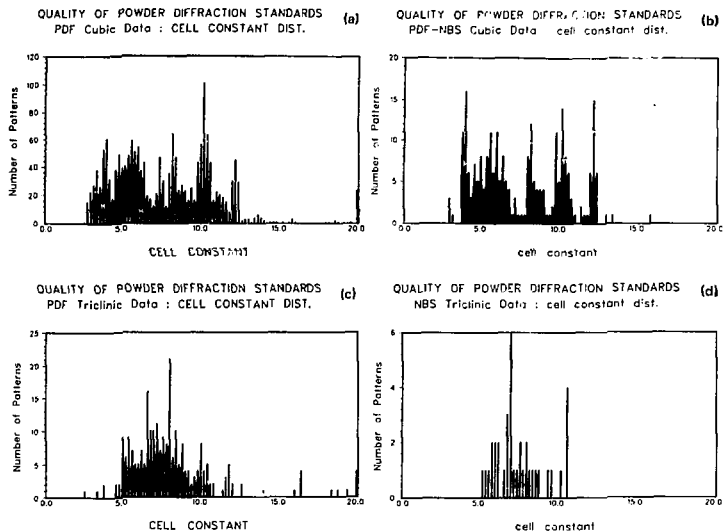 QUALITY OF POWDER DIFFRACTION STANDARDS (a)
PDF Cubic Data : CELL CONSTANT DIST.
Number of Patterns
120
100
80
60
40
20
0
0.0 5.0 10.0 15.0 20.0
CELL CONSTANT
QUALITY OF POWDER DIFFRACTION STANDARDS (b)
PDF-NBS Cubic Data cell constant dist.
Number of Patterns
20
15
10
5
0
0.0 5.0 10.0 15.0 20.0
cell constant
QUALITY OF POWDER DIFFRACTION STANDARDS (c)
PDF Triclinic Data : CELL CONSTANT DIST.
Number of Patterns
25
20
15
10
5
0
0.0 5.0 10.0 15.0 20.0
CELL CONSTANT
QUALITY OF POWDER DIFFRACTION STANDARDS (d)
NBS Triclinic Data : cell constant dist.
Number of Patterns
6
4
2
0
0.0 5.0 10.0 15.0 20.0
cell constant